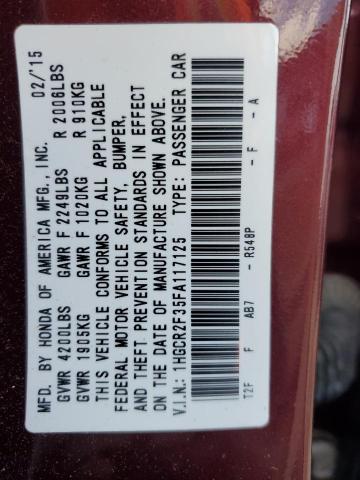 MFD. BY HONDA OF AMERICA MFG., INC. 02/15
GVWR 4200LBS GAWR F 2249LBS R 2006LBS
GVWR 1905KG GAWR F 1020KG R 910KG
THIS VEHICLE CONFORMS TO ALL APPLICABLE
FEDERAL MOTOR VEHICLE SAFETY, BUMPER,
AND THEFT PREVENTION STANDARDS IN EFFECT
ON THE DATE OF MANUFACTURE SHOWN ABOVE.
V.I.N.: 1HGCR2F35FA117125 TYPE: PASSENGER CAR
T2F F AB7 - R548P - F - A